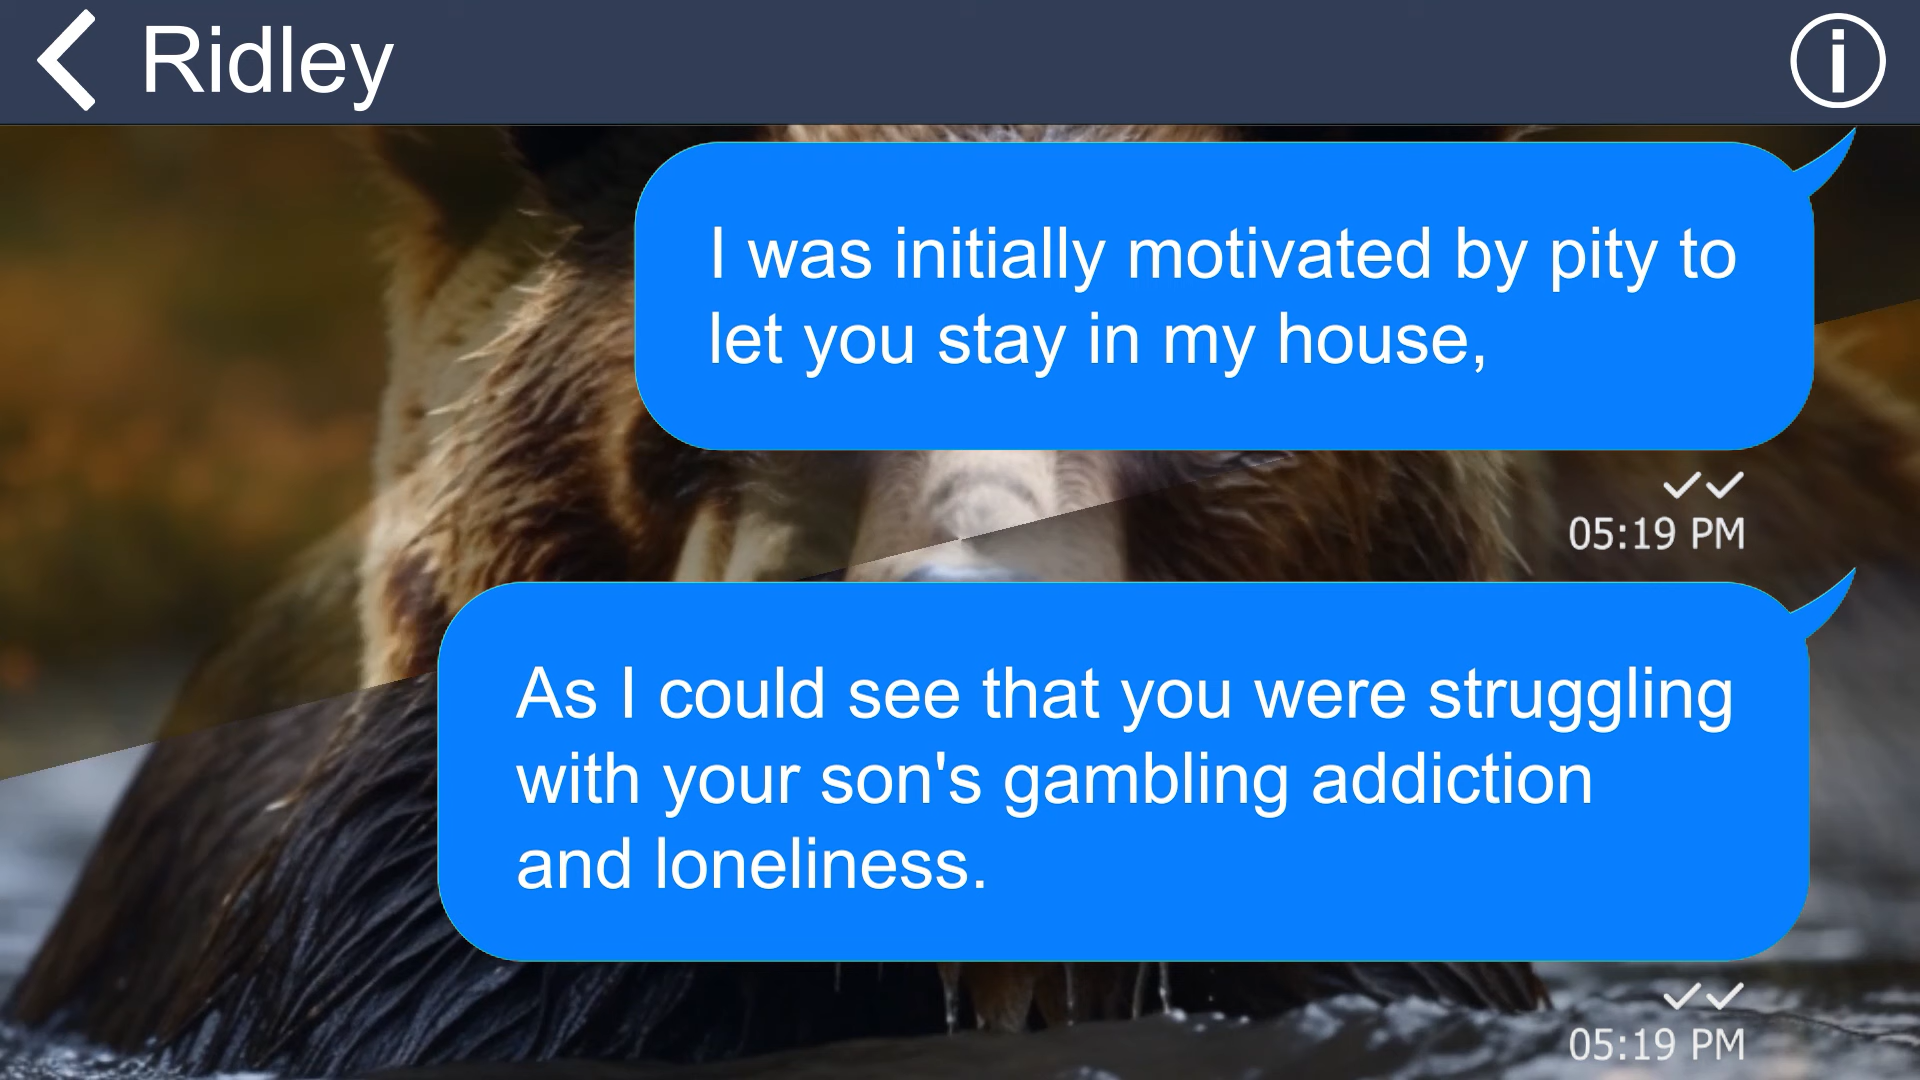 Ridley
I was initially motivated by pity to
let you stay in my house,
05:19 PM
As I could see that you were struggling
with your son's gambling addiction
and loneliness.
05:19 PM